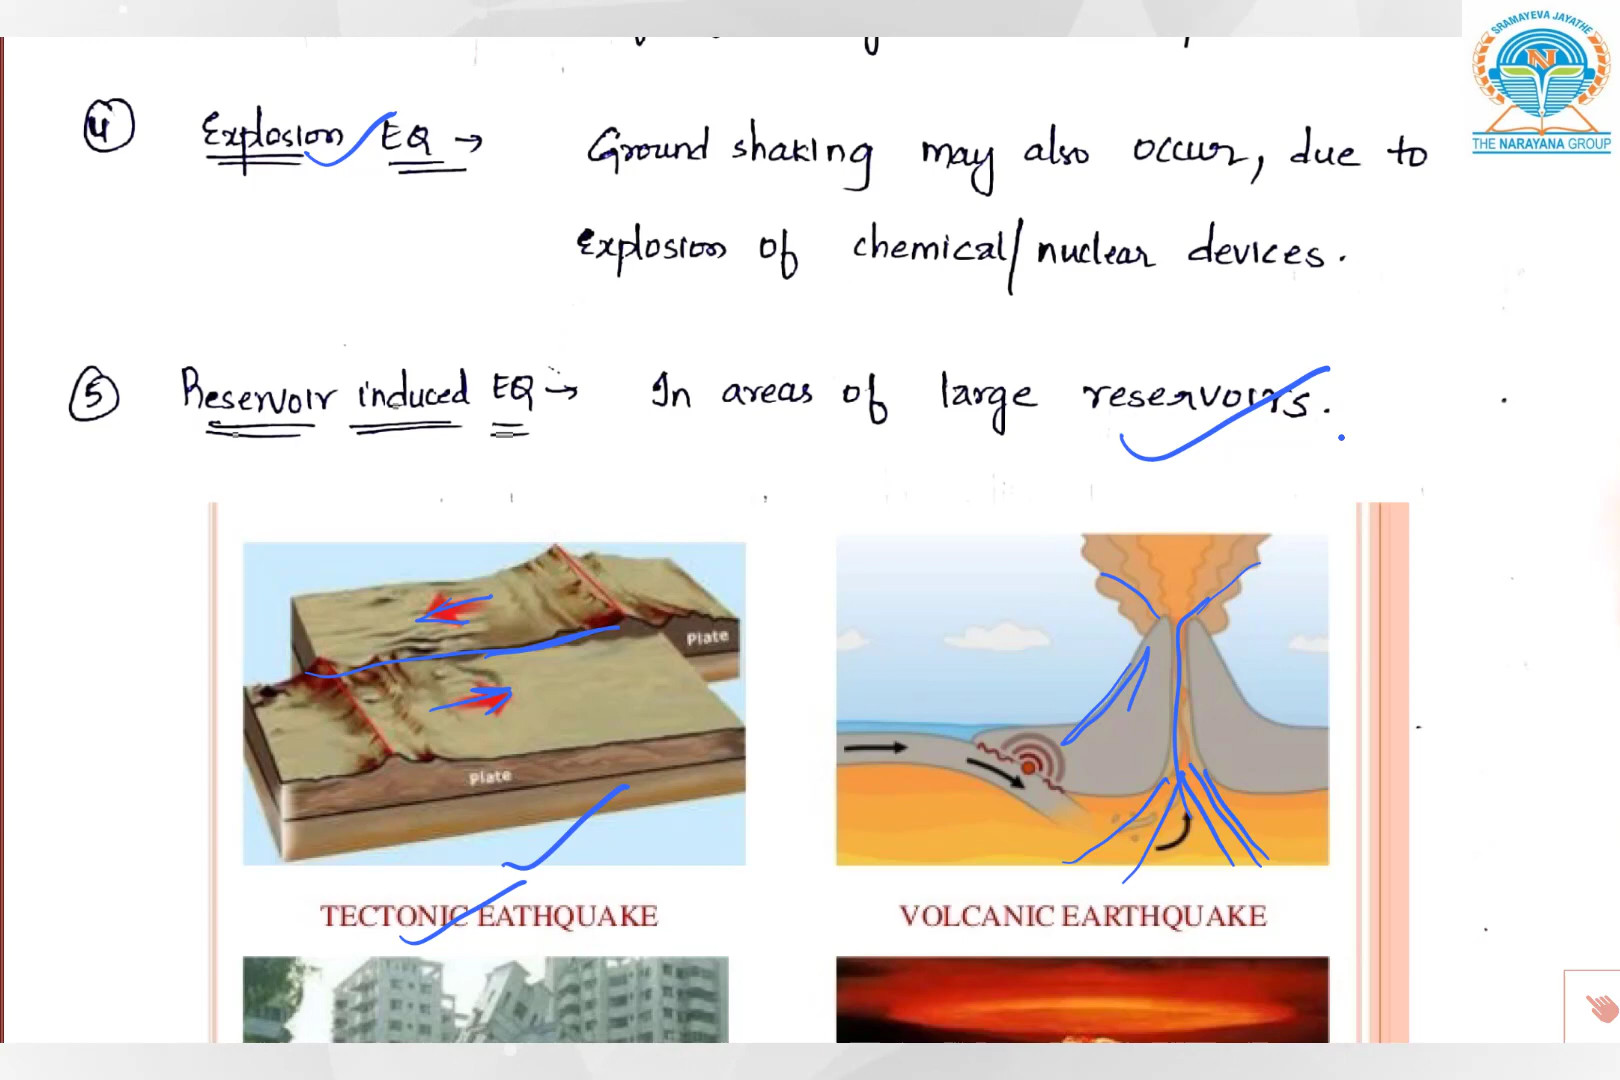 SRAMAYEVA JAYATHE
N
THE NARAYANA GROUP
4 Explosion EQ → Ground shaking may also occur, due to
explosion of chemical/nuclear devices.
5 Reservoir induced EQ → In areas of large reservoirs.
Plate
Plate
TECTONIC EATHQUAKE
VOLCANIC EARTHQUAKE